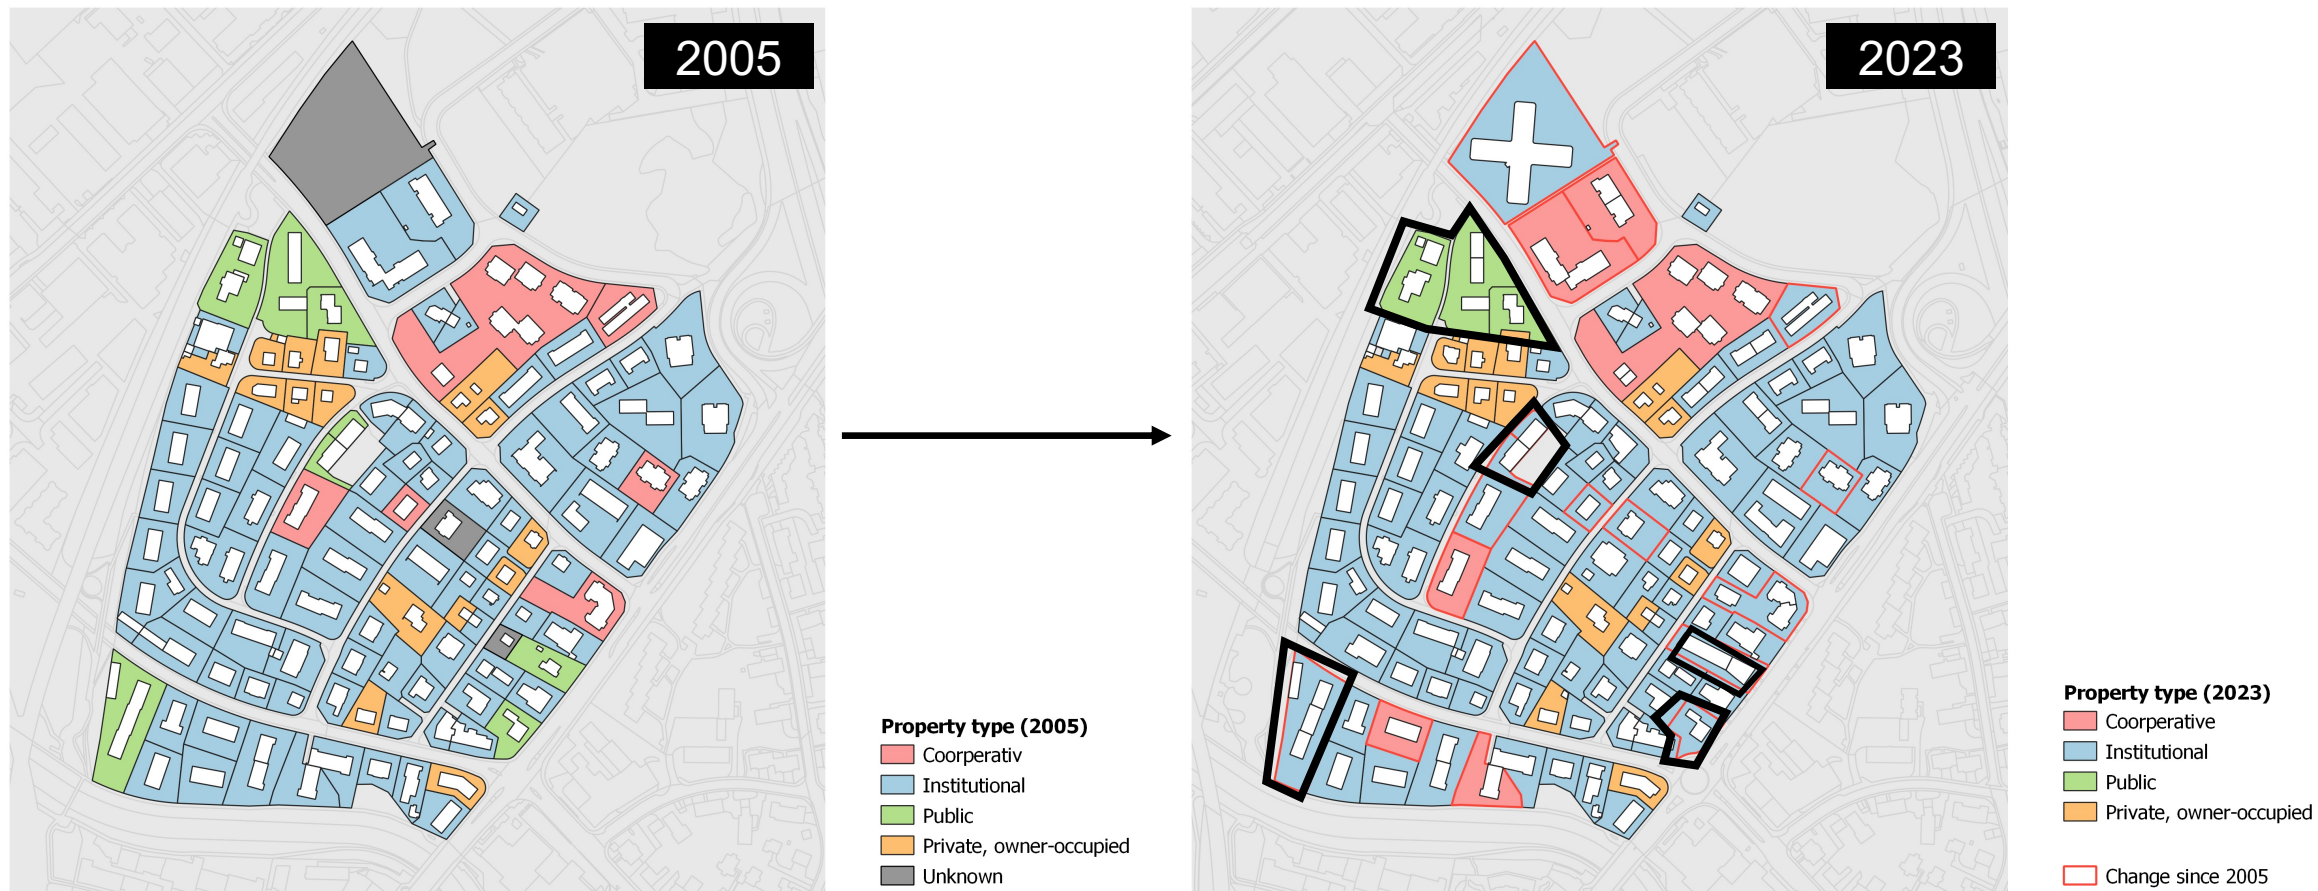 2005
2023
Property type (2005)
Coorperativ
Institutional
Public
Private, owner-occupied
Unknown
Property type (2023)
Coorperative
Institutional
Public
Private, owner-occupied
Change since 2005